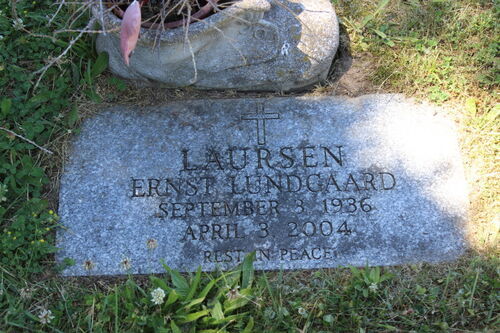 LAURSEN
ERNST LUNDGAARD
SEPTEMBER 3, 1936
APRIL 3, 2004
REST IN PEACE